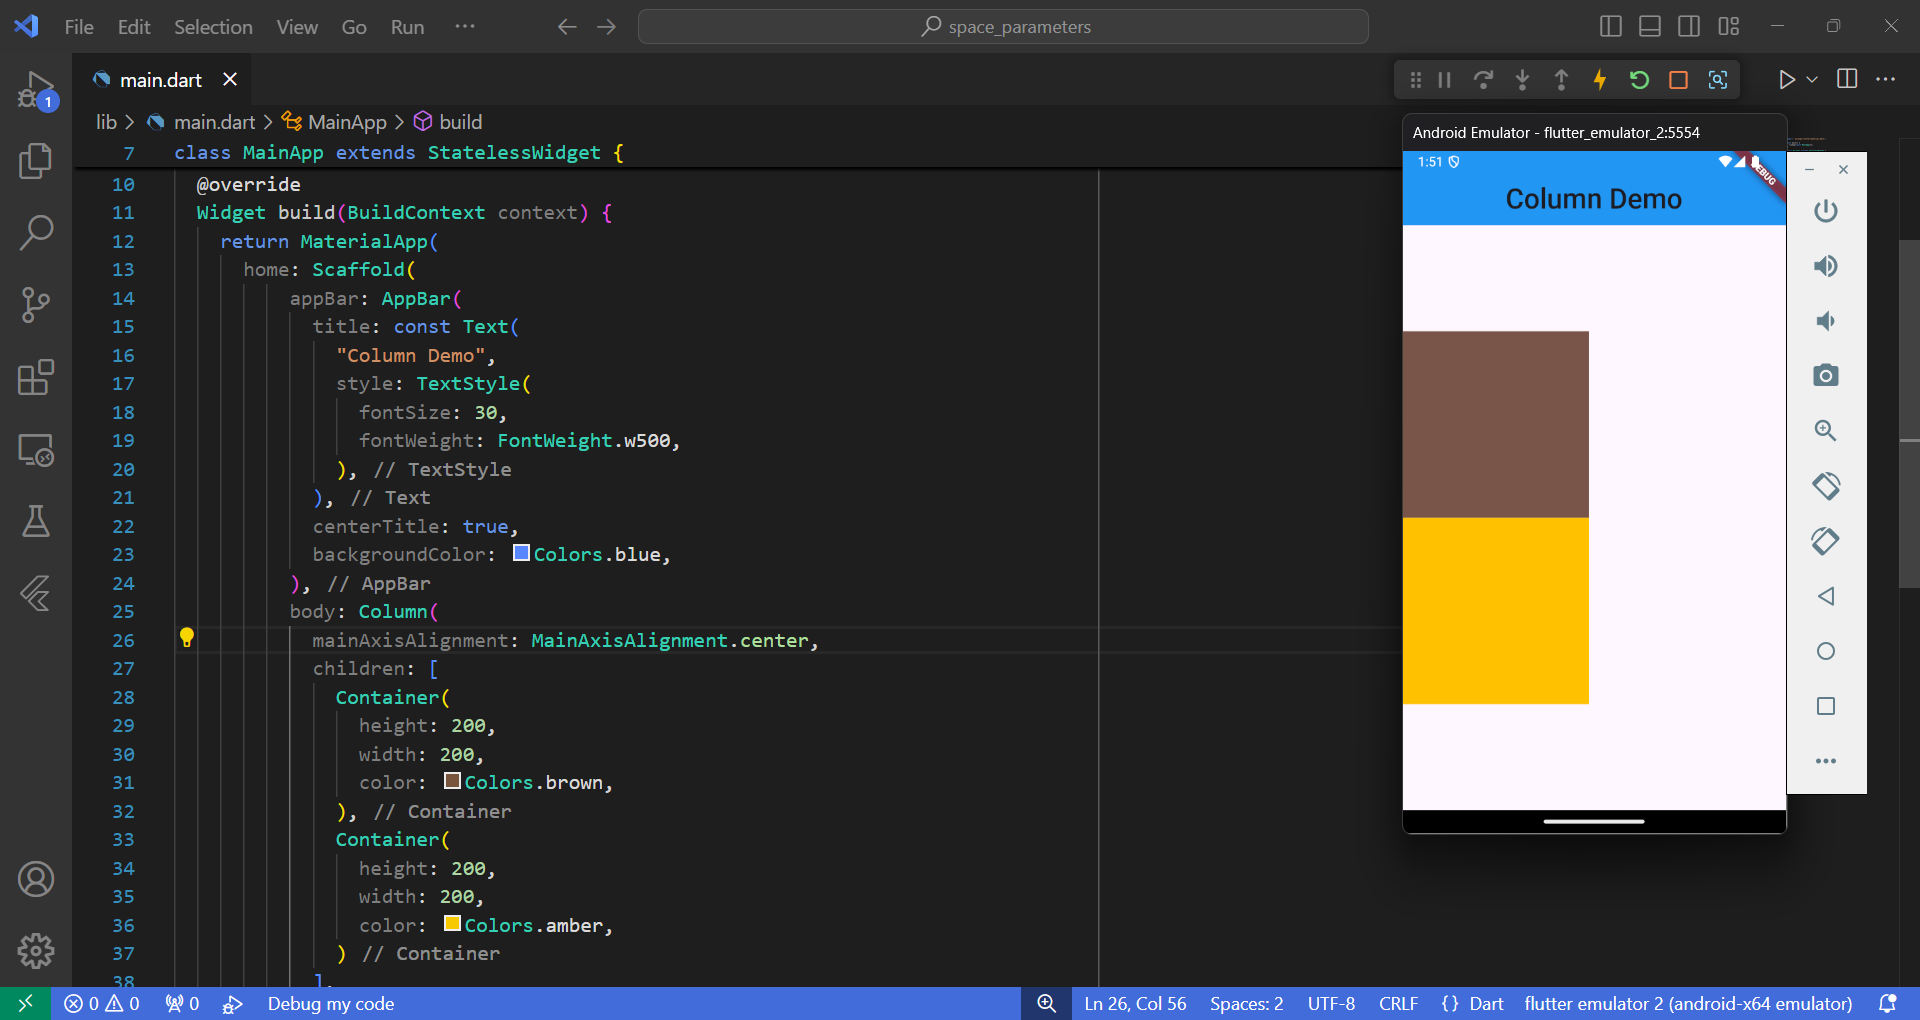 File Edit Selection View Go Run
space_parameters
main.dart
lib > main.dart > MainApp > build
7 class MainApp extends StatelessWidget {
10 @override
11 Widget build(BuildContext context) {
12 return MaterialApp(
13 home: Scaffold(
14 appBar: AppBar(
15 title: const Text(
16 "Column Demo",
17 style: TextStyle(
18 fontSize: 30,
19 fontWeight: FontWeight.w500,
20 ), // TextStyle
21 ), // Text
22 centerTitle: true,
23 backgroundColor: Colors.blue,
24 ), // AppBar
25 body: Column(
26 mainAxisAlignment: MainAxisAlignment.center,
27 children: [
28 Container(
29 height: 200,
30 width: 200,
31 color: Colors.brown,
32 ), // Container
33 Container(
34 height: 200,
35 width: 200,
36 color: Colors.amber,
37 ) // Container
38 ],
1
Android Emulator - flutter_emulator_2:5554
1:51
Column Demo
0 0 0 Debug my code Ln 26, Col 56 Spaces: 2 UTF-8 CRLF {} Dart flutter emulator 2 (android-x64 emulator)